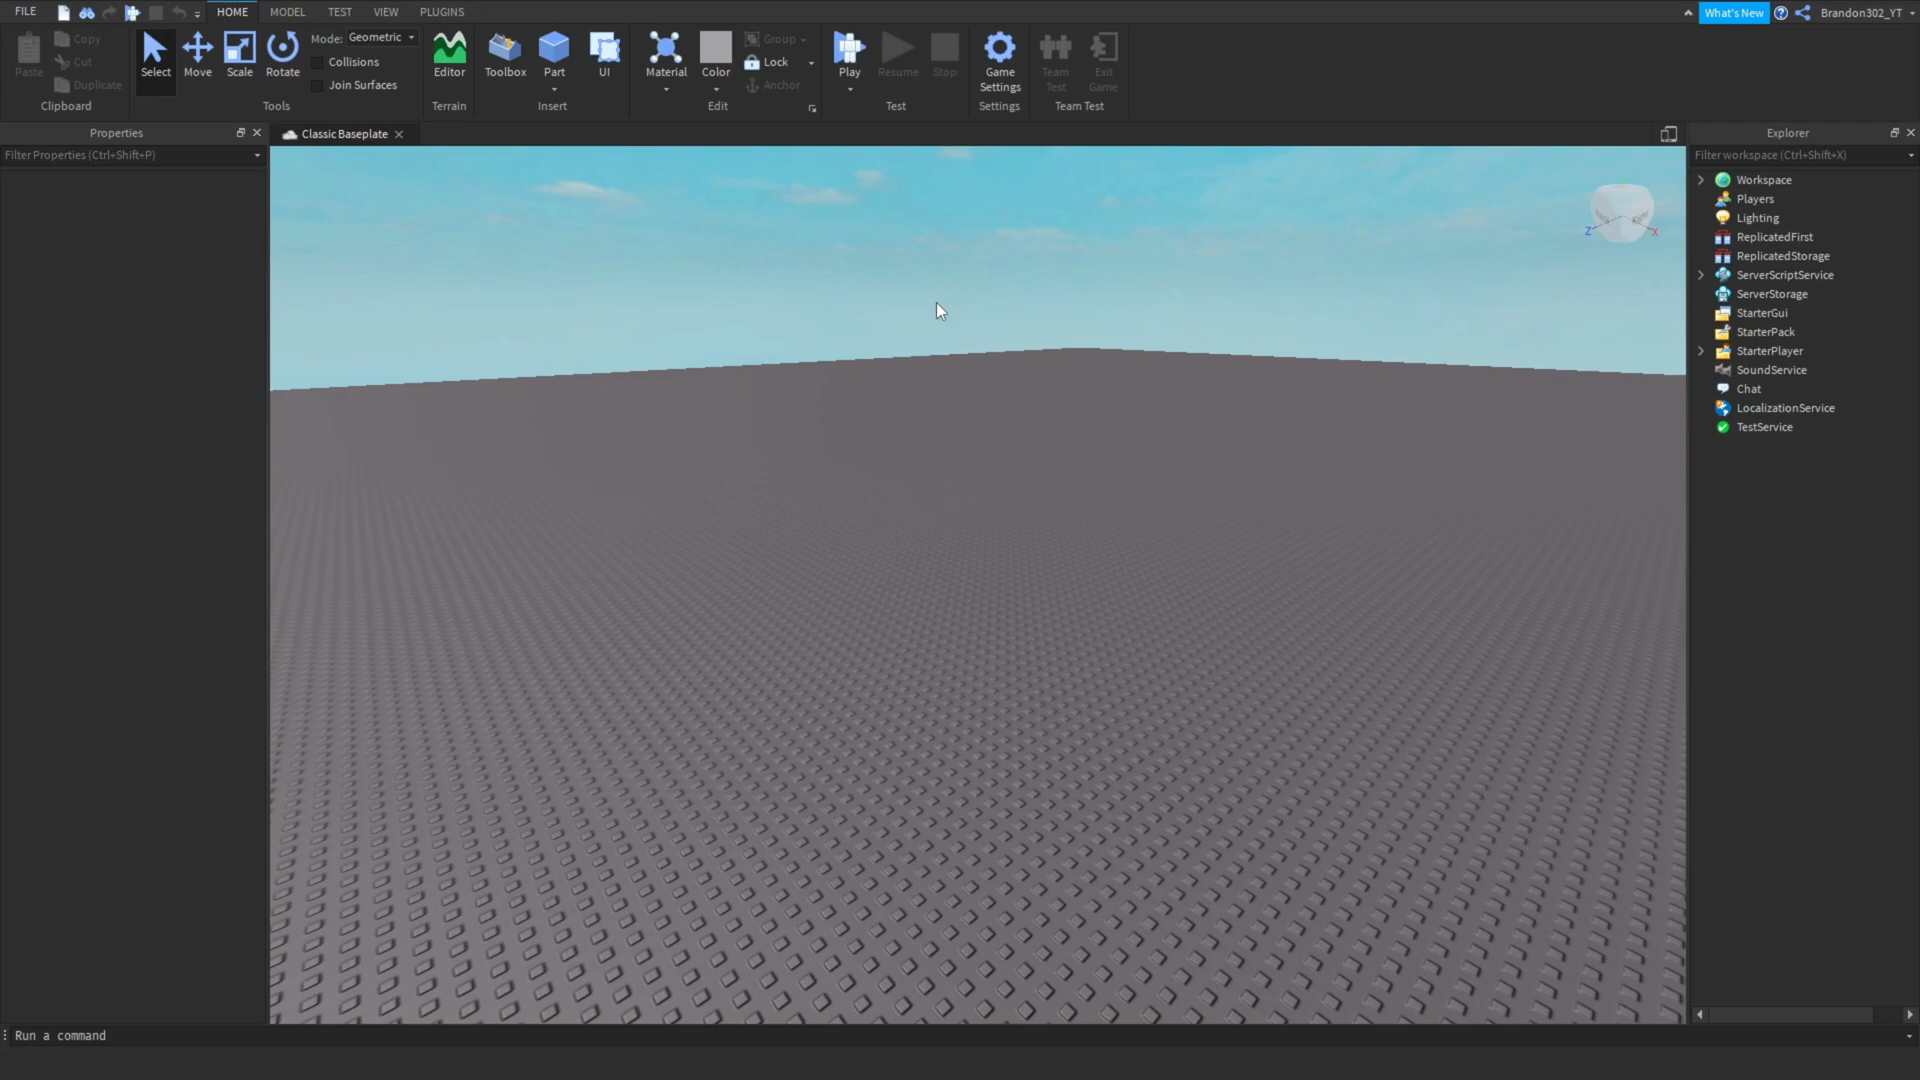 FILE
HOME
MODEL
TEST
VIEW
PLUGINS
What's New
Brandon302_YT
Paste
Copy
Cut
Duplicate
Clipboard
Select
Move
Scale
Rotate
Mode: Geometric
Collisions
Join Surfaces
Tools
Editor
Terrain
Toolbox
Part
UI
Insert
Material
Color
Group
Lock
Anchor
Edit
Play
Resume
Stop
Test
Game
Settings
Settings
Team
Test
Exit
Game
Team Test
Properties
Filter Properties (Ctrl+Shift+P)
Classic Baseplate
Z
X
Explorer
Filter workspace (Ctrl+Shift+X)
Workspace
Players
Lighting
ReplicatedFirst
ReplicatedStorage
ServerScriptService
ServerStorage
StarterGui
StarterPack
StarterPlayer
SoundService
Chat
LocalizationService
TestService
Run a command